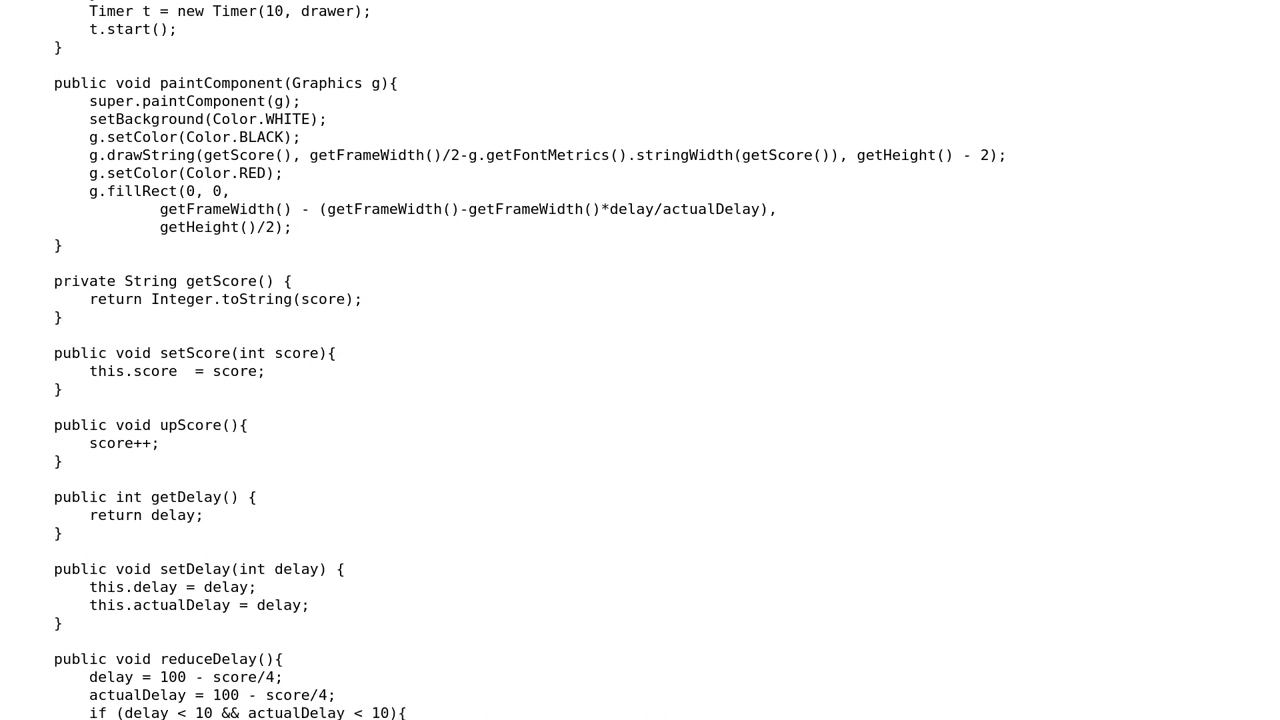 Timer t = new Timer(10, drawer);
        t.start();
    }

    public void paintComponent(Graphics g){
        super.paintComponent(g);
        setBackground(Color.WHITE);
        g.setColor(Color.BLACK);
        g.drawString(getScore(), getFrameWidth()/2-g.getFontMetrics().stringWidth(getScore()), getHeight() - 2);
        g.setColor(Color.RED);
        g.fillRect(0, 0,
                getFrameWidth() - (getFrameWidth()-getFrameWidth()*delay/actualDelay),
                getHeight()/2);
    }

    private String getScore() {
        return Integer.toString(score);
    }

    public void setScore(int score){
        this.score  = score;
    }

    public void upScore(){
        score++;
    }

    public int getDelay() {
        return delay;
    }

    public void setDelay(int delay) {
        this.delay = delay;
        this.actualDelay = delay;
    }

    public void reduceDelay(){
        delay = 100 - score/4;
        actualDelay = 100 - score/4;
        if (delay < 10 && actualDelay < 10){